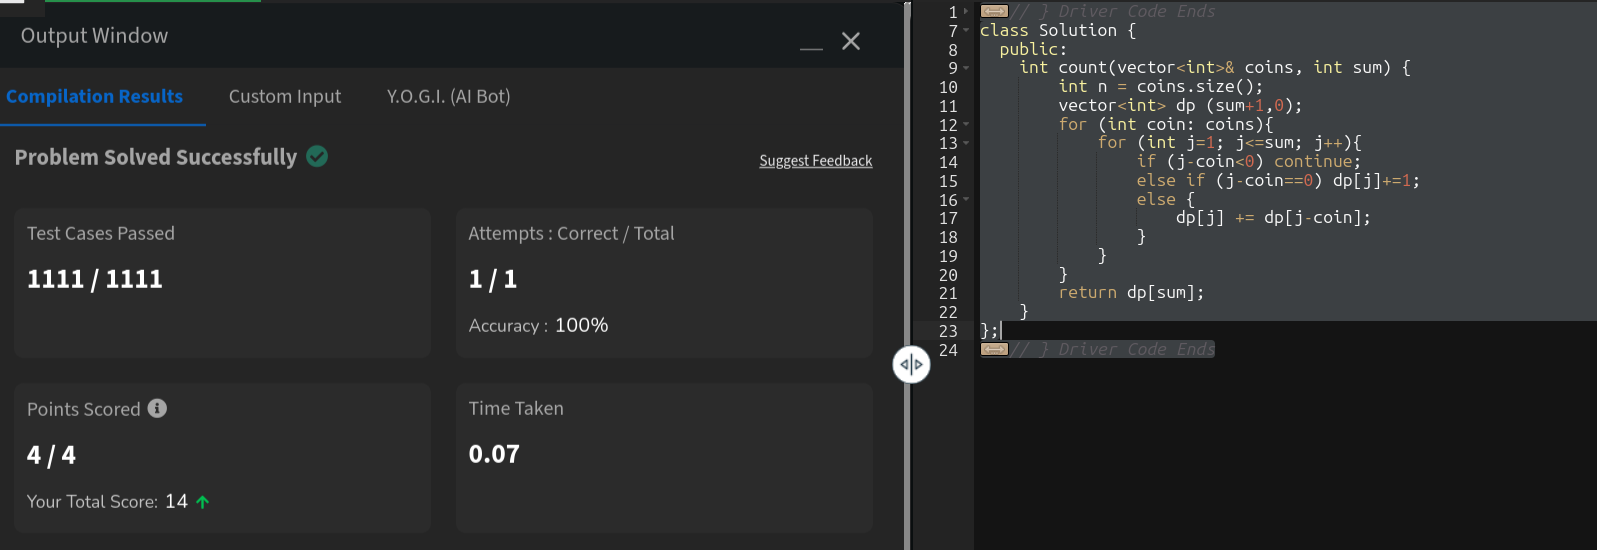 Output Window
Compilation Results Custom Input Y.O.G.I. (AI Bot)
Problem Solved Successfully
Suggest Feedback
Test Cases Passed
1111 / 1111
Attempts : Correct / Total
1 / 1
Accuracy : 100%
Points Scored
4 / 4
Your Total Score: 14
Time Taken
0.07
1 // } Driver Code Ends
7 class Solution {
8   public:
9     int count(vector<int>& coins, int sum) {
10         int n = coins.size();
11         vector<int> dp (sum+1,0);
12         for (int coin: coins){
13             for (int j=1; j<=sum; j++){
14                 if (j-coin<0) continue;
15                 else if (j-coin==0) dp[j]+=1;
16                 else {
17                     dp[j] += dp[j-coin];
18                 }
19             }
20         }
21         return dp[sum];
22     }
23 };
24 // } Driver Code Ends